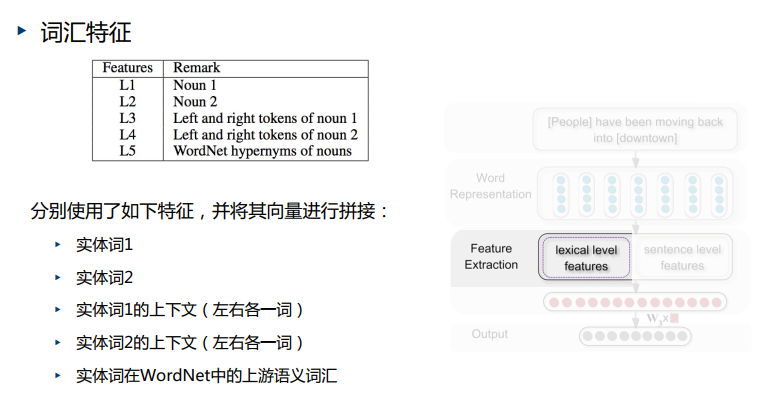 词汇特征
Features Remark
L1 Noun 1
L2 Noun 2
L3 Left and right tokens of noun 1
L4 Left and right tokens of noun 2
L5 WordNet hypernyms of nouns
分别使用了如下特征，并将其向量进行拼接：
实体词1
实体词2
实体词1的上下文（左右各一词）
实体词2的上下文（左右各一词）
实体词在WordNet中的上游语义词汇
[People] have been moving back
into [downtown]
Word
Representation
Feature
Extraction
lexical level
features
sentence level
features
W₃x
Output